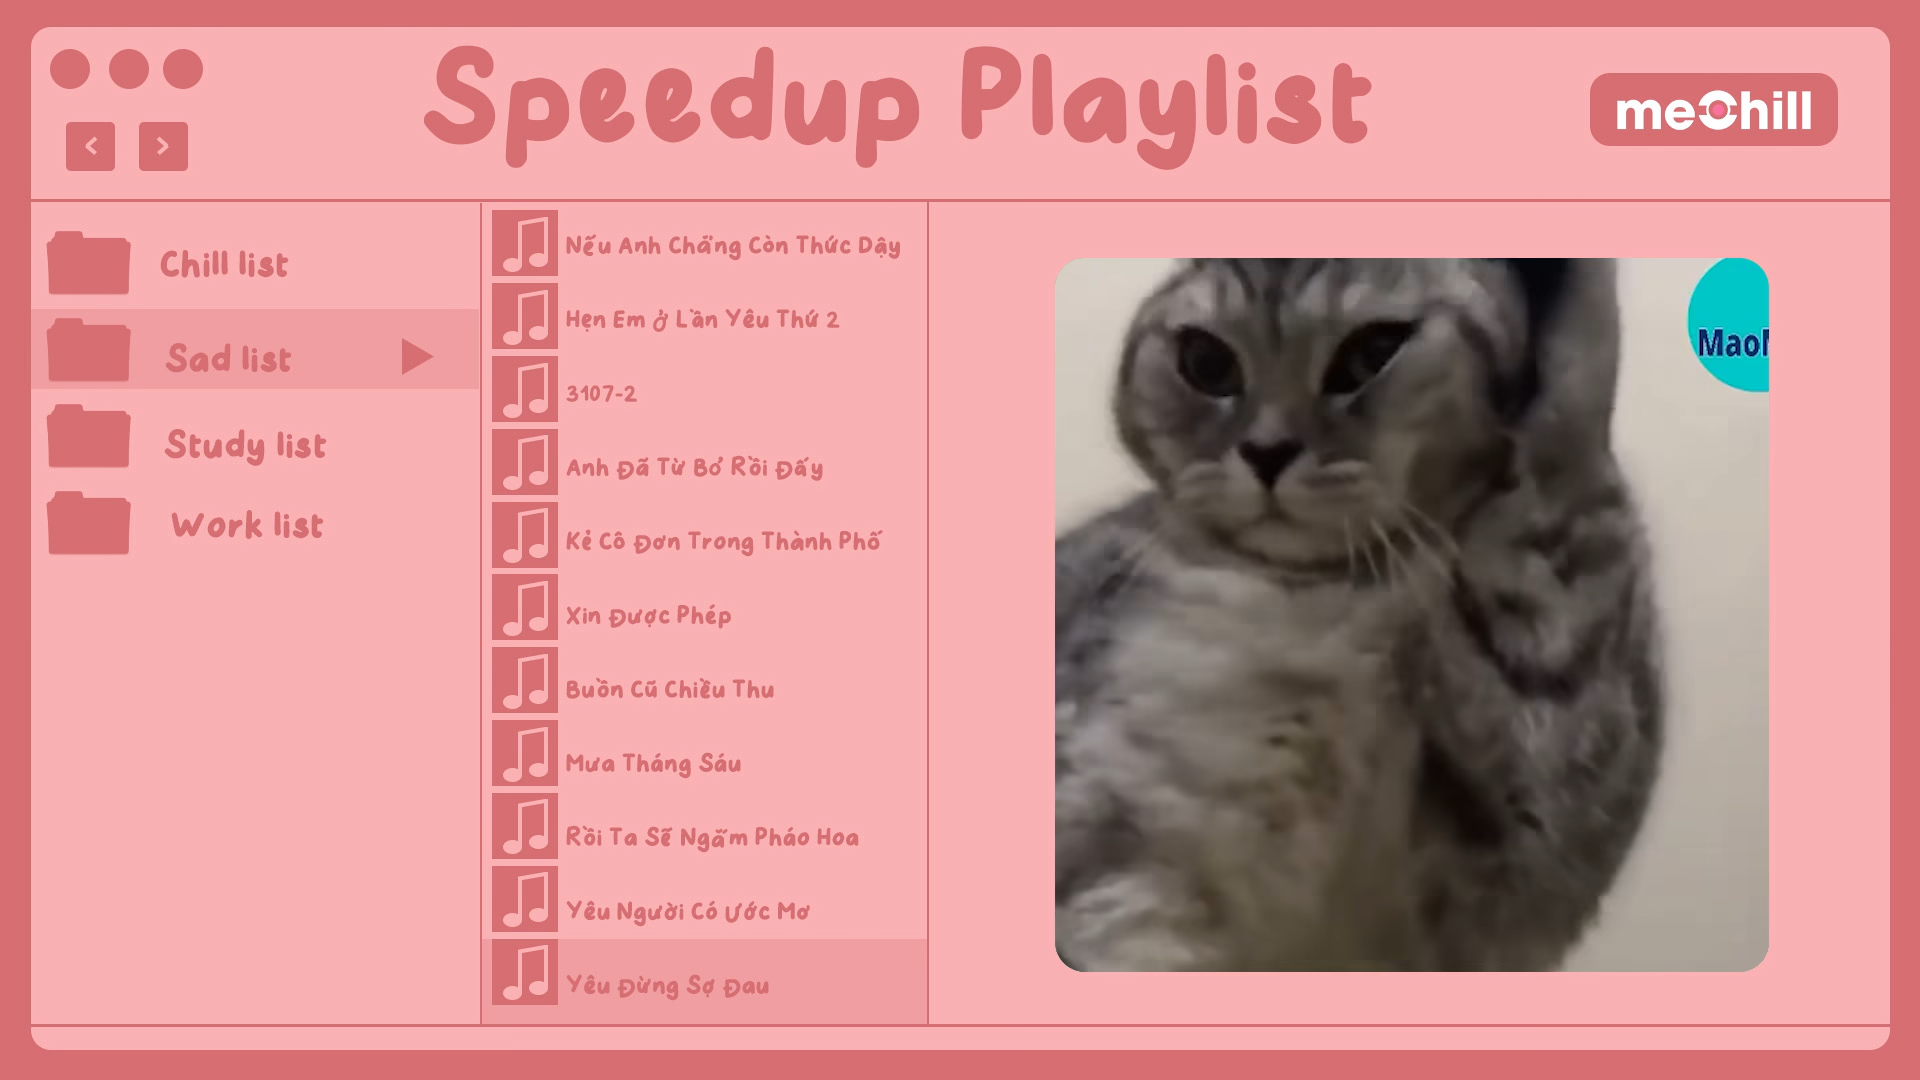 Speedup Playlist
mechill
Chill list
Sad list
Study list
Work list
Nếu Anh Chẳng Còn Thức Dậy
Hẹn Em ở Lần Yêu Thứ 2
3107-2
Anh Đã Từ Bỏ Rồi Đấy
Kẻ Cô Đơn Trong Thành Phố
Xin Được Phép
Buồn Cũ Chiều Thu
Mưa Tháng Sáu
Rồi Ta Sẽ Ngắm Pháo Hoa
Yêu Người Có Ước Mơ
Yêu Đừng Sợ Đau